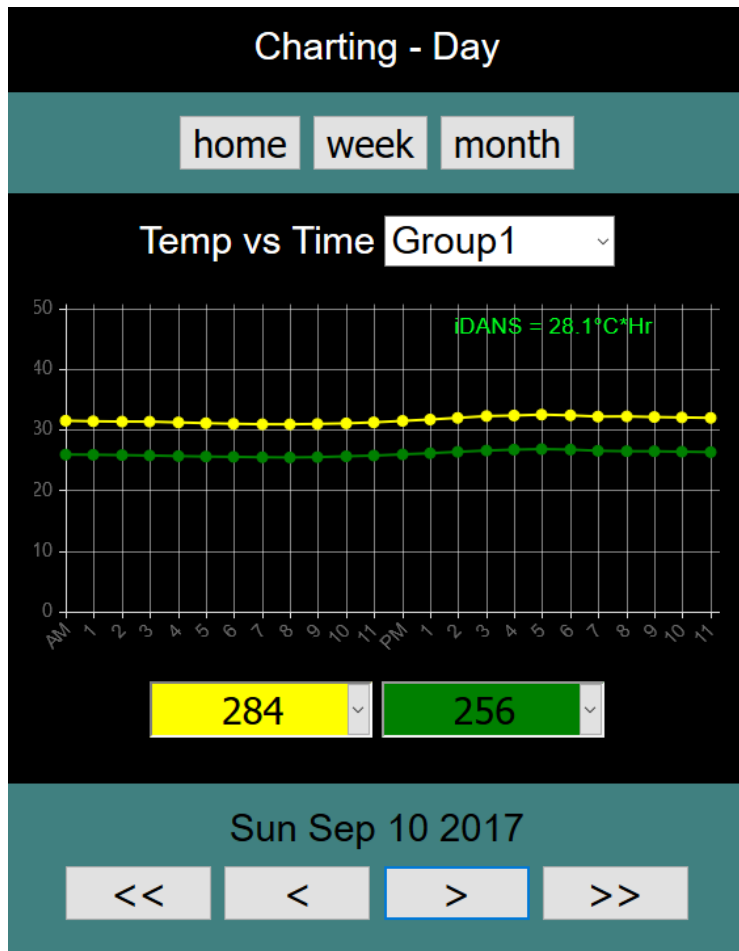 Charting - Day
home week month
Temp vs Time Group1
50
iDANS = 28.1°C*Hr
40
30
20
10
0
AM 1 2 3 4 5 6 7 8 9 10 11 PM 1 2 3 4 5 6 7 8 9 10 11
284 256
Sun Sep 10 2017
<< < > >>